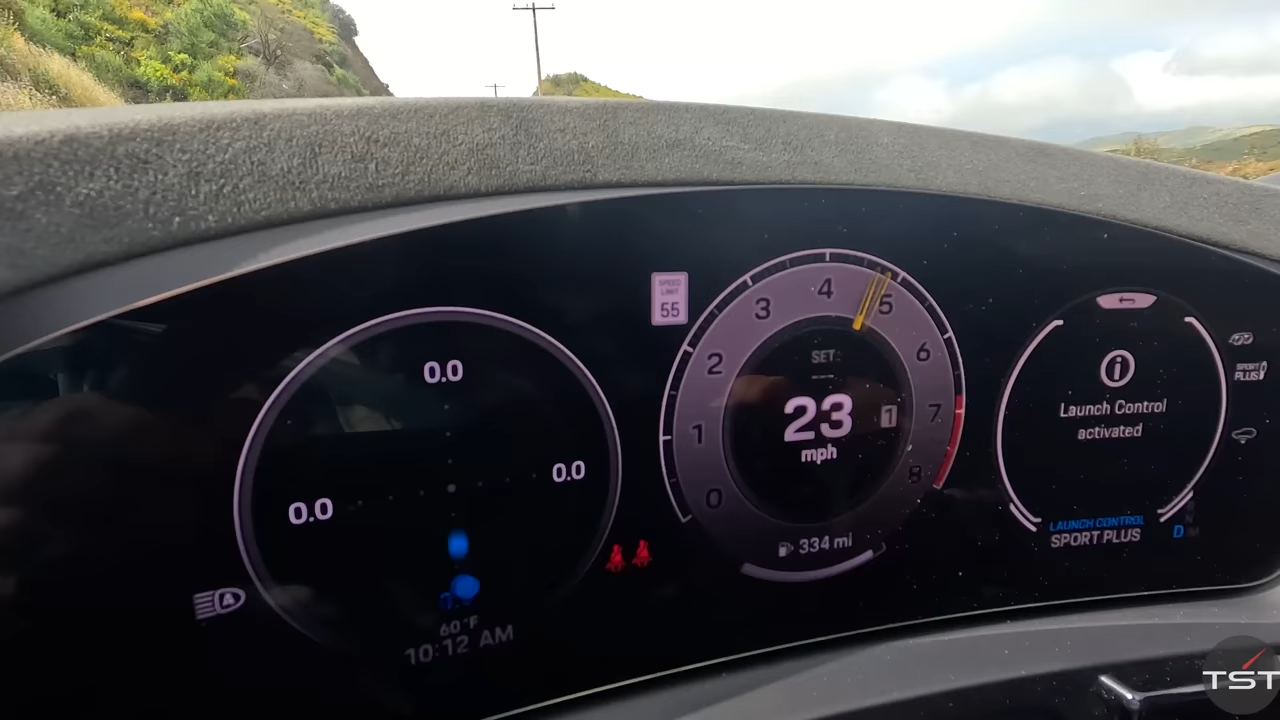 SPEED
LIMIT
55
0.0
0.0
0.0
60°F
10:12 AM
0
1
2
3
4
5
6
7
8
SET:
23
1
mph
334 mi
i
Launch Control
activated
LAUNCH CONTROL
SPORT PLUS
D
SPORT
PLUS
A
TST